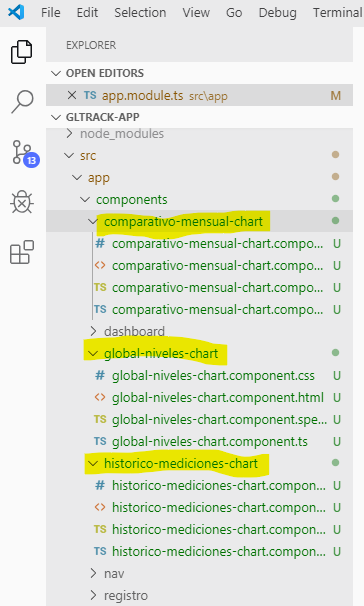 File Edit Selection View Go Debug Terminal
EXPLORER
OPEN EDITORS
TS app.module.ts src\app M
GLTRACK-APP
node_modules
src
app
components
comparativo-mensual-chart
# comparativo-mensual-chart.compo... U
<> comparativo-mensual-chart.compo... U
TS comparativo-mensual-chart.compo... U
TS comparativo-mensual-chart.compo... U
dashboard
global-niveles-chart
# global-niveles-chart.component.css U
<> global-niveles-chart.component.html U
TS global-niveles-chart.component.spe... U
TS global-niveles-chart.component.ts U
historico-mediciones-chart
# historico-mediciones-chart.compon... U
<> historico-mediciones-chart.compon... U
TS historico-mediciones-chart.compon... U
TS historico-mediciones-chart.compon... U
nav
registro
13